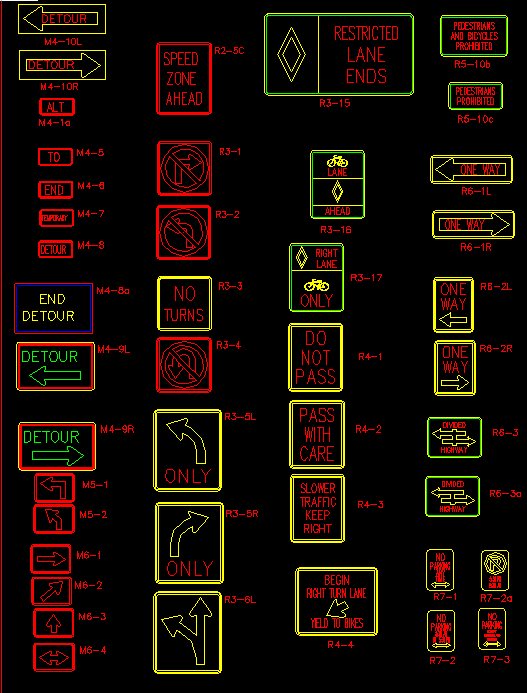 DETOUR
M4-10L
DETOUR
M4-10R
ALT
M4-1a
TO
M4-5
END
M4-6
TEMPORARY
M4-7
DETOUR
M4-8
END
DETOUR
M4-8a
DETOUR
M4-9L
DETOUR
M4-9R
M5-1
M5-2
M6-1
M6-2
M6-3
M6-4
SPEED
ZONE
AHEAD
R2-5C
R3-1
R3-2
NO
TURNS
R3-3
R3-4
ONLY
R3-5L
ONLY
R3-5R
R3-6L
RESTRICTED
LANE
ENDS
R3-15
LANE
AHEAD
R3-16
RIGHT
LANE
ONLY
R3-17
DO
NOT
PASS
R4-1
PASS
WITH
CARE
R4-2
SLOWER
TRAFFIC
KEEP
RIGHT
R4-3
BEGIN
RIGHT TURN LANE
YIELD TO BIKES
R4-4
PEDESTRIANS
AND BICYCLES
PROHIBITED
R5-10b
PEDESTRIANS
PROHIBITED
R5-10c
ONE WAY
R6-1L
ONE WAY
R6-1R
ONE
WAY
R6-2L
ONE
WAY
R6-2R
DIVIDED
HIGHWAY
R6-3
DIVIDED
HIGHWAY
R6-3a
NO
PARKING
R7-1
R7-2a
NO
PARKING
R7-2
NO
PARKING
R7-3